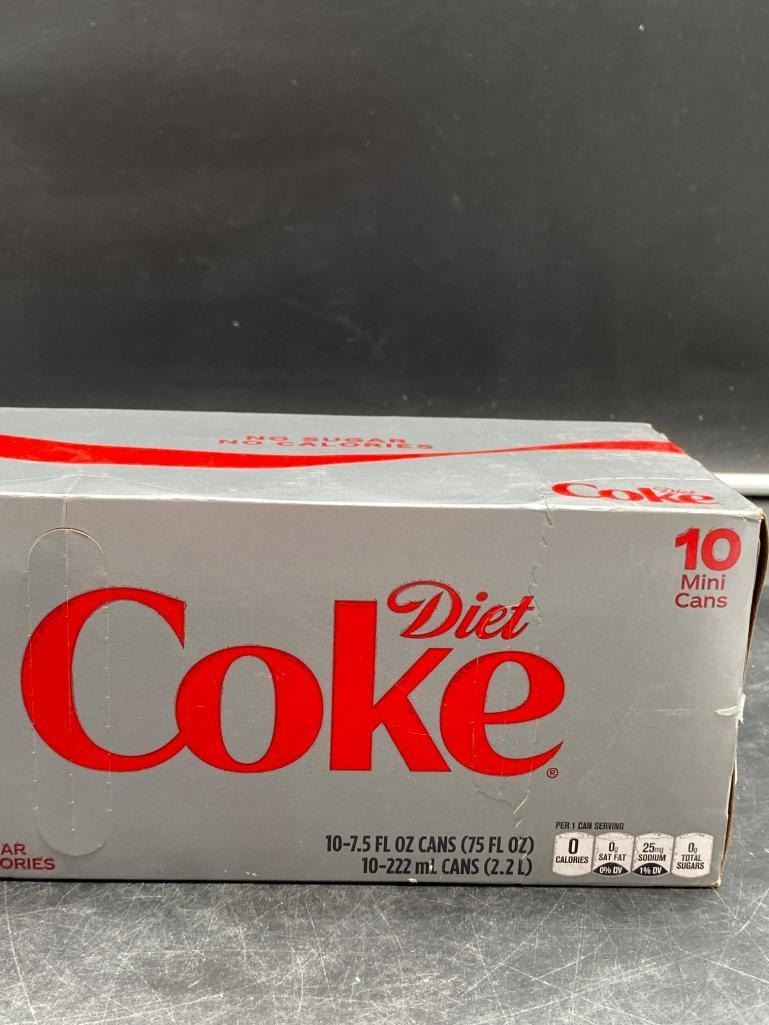 NO SUGAR
NO CALORIES
Diet
Coke
10
Mini
Cans
Diet
Coke®
AR
ORIES
10-7.5 FL OZ CANS (75 FL OZ)
10-222 mL CANS (2.2 L)
PER 1 CAN SERVING
0
CALORIES
0g
SAT FAT
0% DV
25mg
SODIUM
1% DV
0g
TOTAL
SUGARS